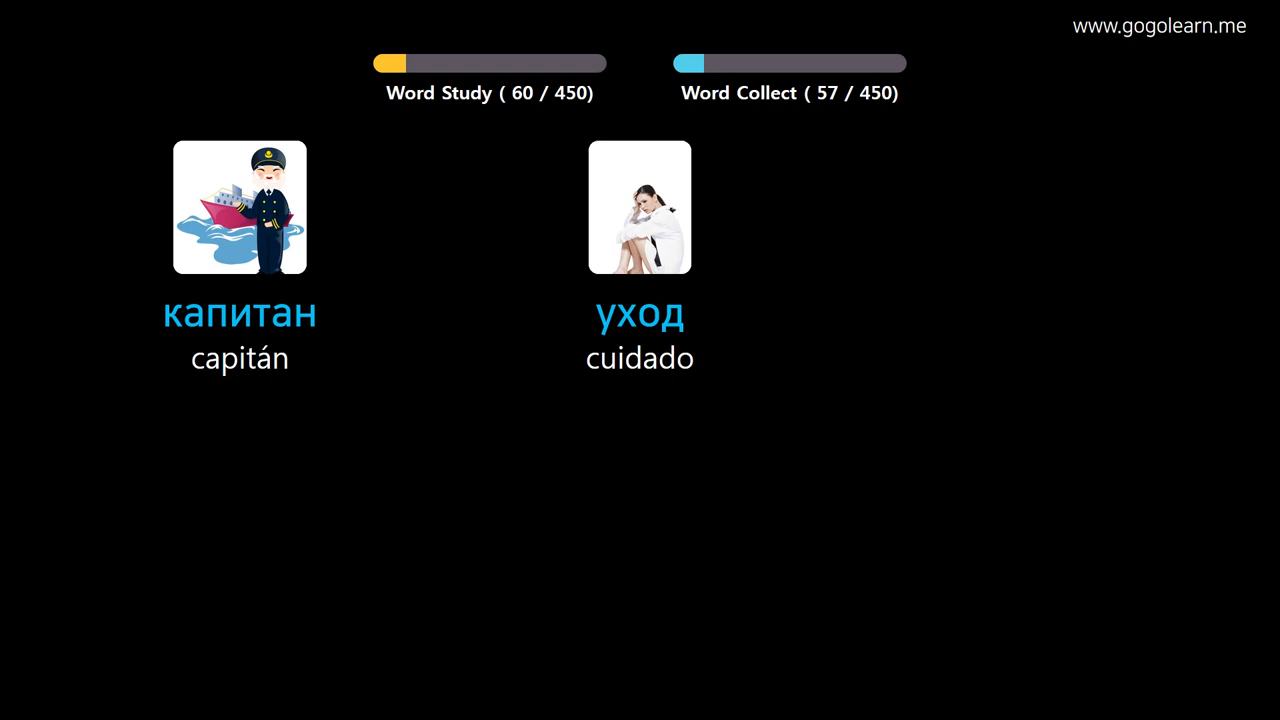 www.gogolearn.me
Word Study ( 60 / 450)
Word Collect ( 57 / 450)
капитан
capitán
уход
cuidado